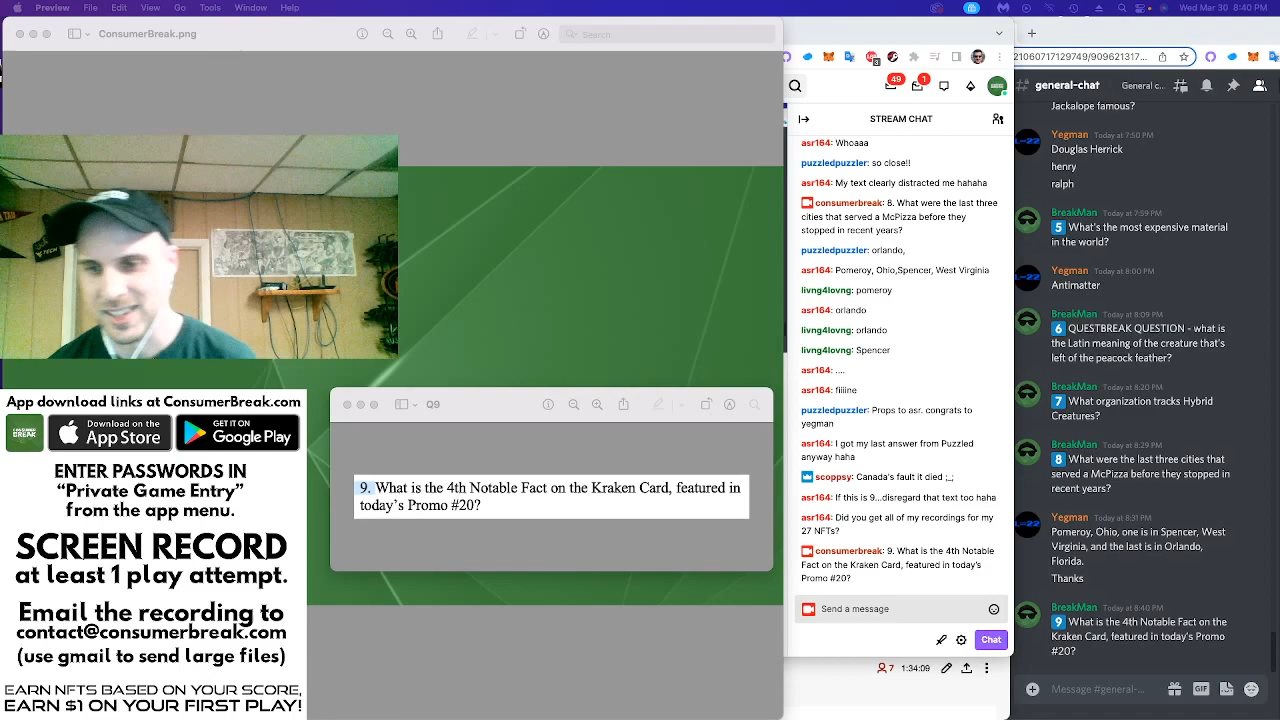 Preview File Edit View Go Tools Window Help
Wed Mar 30 8:40 PM
ConsumerBreak.png
Search
21060717129749/909621317...
49
1
STREAM CHAT
asr164: Whoaaa
puzzledpuzzler: so close!!
asr164: My text clearly distracted me hahaha
consumerbreak: 8. What were the last three
cities that served a McPizza before they
stopped in recent years?
puzzledpuzzler: orlando,
asr164: Pomeroy, Ohio,Spencer, West Virginia
livng4lovng: pomeroy
asr164: orlando
livng4lovng: orlando
livng4lovng: Spencer
asr164: ....
asr164: fiiiine
puzzledpuzzler: Props to asr. congrats to
yegman
asr164: I got my last answer from Puzzled
anyway haha
scoppsy: Canada's fault it died ;_;
asr164: If this is 9...disregard that text too haha
asr164: Did you get all of my recordings for my
27 NFTs?
consumerbreak: 9. What is the 4th Notable
Fact on the Kraken Card, featured in today's
Promo #20?
Send a message
Chat
7 1:34:09
general-chat General c...
Jackalope famous?
Yegman Today at 7:50 PM
Douglas Herrick
henry
ralph
BreakMan Today at 7:59 PM
5 What's the most expensive material
in the world?
Yegman Today at 8:00 PM
Antimatter
BreakMan Today at 8:09 PM
6 QUESTBREAK QUESTION - what is
the Latin meaning of the creature that's
left of the peacock feather?
BreakMan Today at 8:20 PM
7 What organization tracks Hybrid
Creatures?
BreakMan Today at 8:29 PM
8 What were the last three cities that
served a McPizza before they stopped in
recent years?
Yegman Today at 8:31 PM
Pomeroy, Ohio, one is in Spencer, West
Virginia, and the last is in Orlando,
Florida.
Thanks
BreakMan Today at 8:40 PM
9 What is the 4th Notable Fact on the
Kraken Card, featured in today's Promo
#20?
Message #general-...
GIF
App download links at ConsumerBreak.com
CONSUMER
BREAK
Download on the
App Store
GET IT ON
Google Play
ENTER PASSWORDS IN
“Private Game Entry”
from the app menu.
SCREEN RECORD
at least 1 play attempt.
Email the recording to
contact@consumerbreak.com
(use gmail to send large files)
EARN NFTS BASED ON YOUR SCORE,
EARN $1 ON YOUR FIRST PLAY!
Q9
9. What is the 4th Notable Fact on the Kraken Card, featured in
today’s Promo #20?